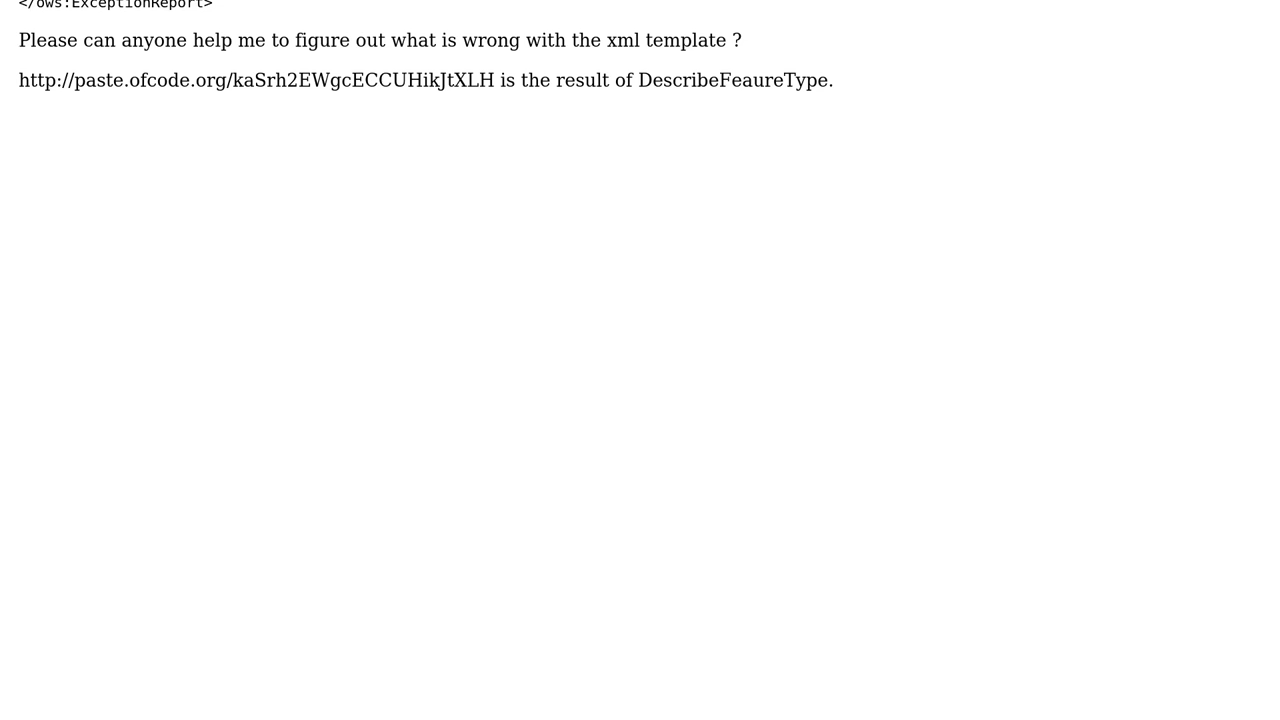 </ows:ExceptionReport>
Please can anyone help me to figure out what is wrong with the xml template ?
http://paste.ofcode.org/kaSrh2EWgcECCUHikJtXLH is the result of DescribeFeaureType.